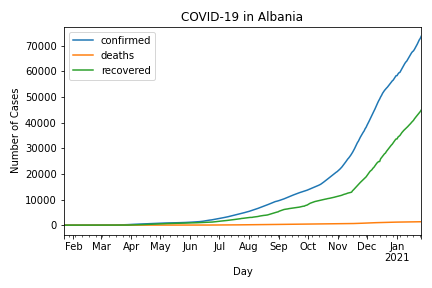 COVID-19 in Albania
confirmed
deaths
recovered
Number of Cases
70000
60000
50000
40000
30000
20000
10000
0
Feb Mar Apr May Jun Jul Aug Sep Oct Nov Dec Jan
2021
Day